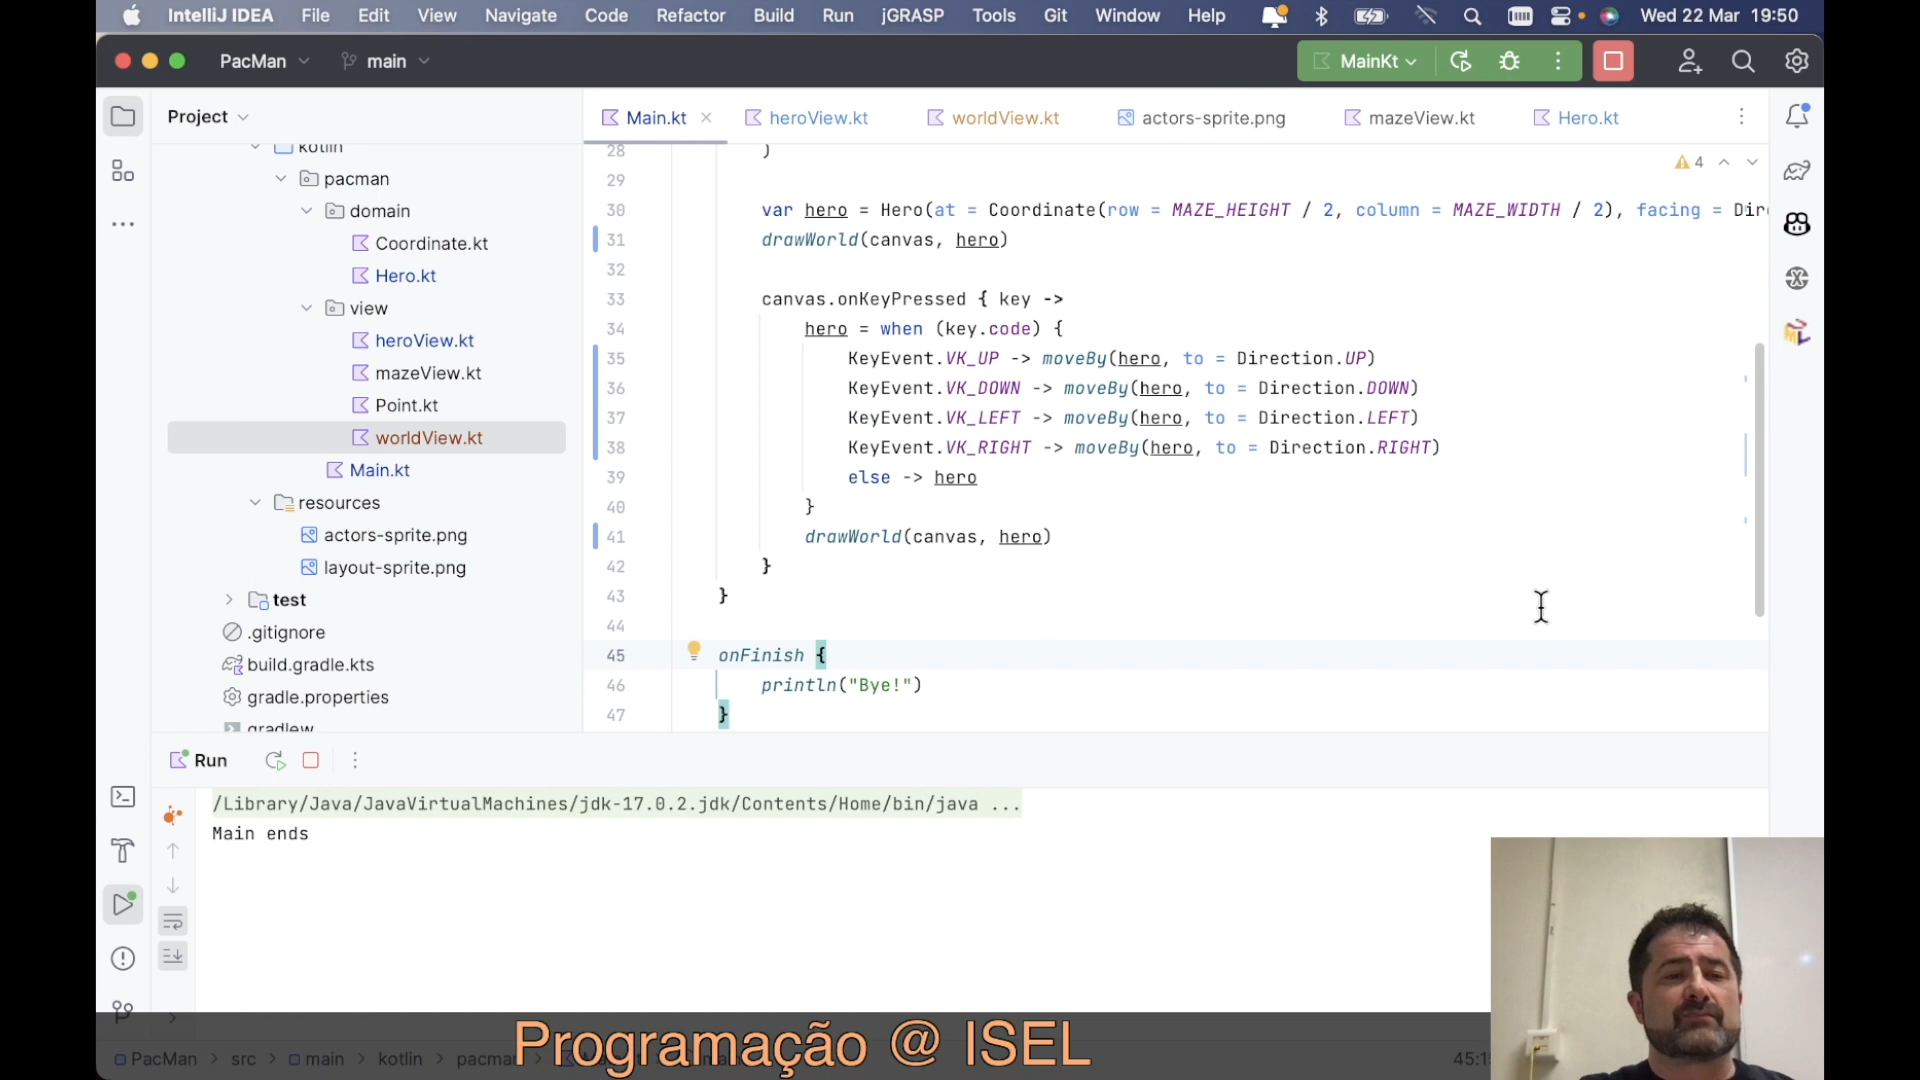 IntelliJ IDEA File Edit View Navigate Code Refactor Build Run jGRASP Tools Git Window Help Wed 22 Mar 19:50
PacMan main MainKt
Project
Main.kt heroView.kt worldView.kt actors-sprite.png mazeView.kt Hero.kt
kotlin
pacman
domain
Coordinate.kt
Hero.kt
view
heroView.kt
mazeView.kt
Point.kt
worldView.kt
Main.kt
resources
actors-sprite.png
layout-sprite.png
test
.gitignore
build.gradle.kts
gradle.properties
gradlew
4
28 )
29
30 var hero = Hero(at = Coordinate(row = MAZE_HEIGHT / 2, column = MAZE_WIDTH / 2), facing = Dir
31 drawWorld(canvas, hero)
32
33 canvas.onKeyPressed { key ->
34 hero = when (key.code) {
35 KeyEvent.VK_UP -> moveBy(hero, to = Direction.UP)
36 KeyEvent.VK_DOWN -> moveBy(hero, to = Direction.DOWN)
37 KeyEvent.VK_LEFT -> moveBy(hero, to = Direction.LEFT)
38 KeyEvent.VK_RIGHT -> moveBy(hero, to = Direction.RIGHT)
39 else -> hero
40 }
41 drawWorld(canvas, hero)
42 }
43 }
44
45 onFinish {
46 println("Bye!")
47 }
Run
/Library/Java/JavaVirtualMachines/jdk-17.0.2.jdk/Contents/Home/bin/java ...
Main ends
Programação @ ISEL
PacMan > src > main > kotlin > pacman